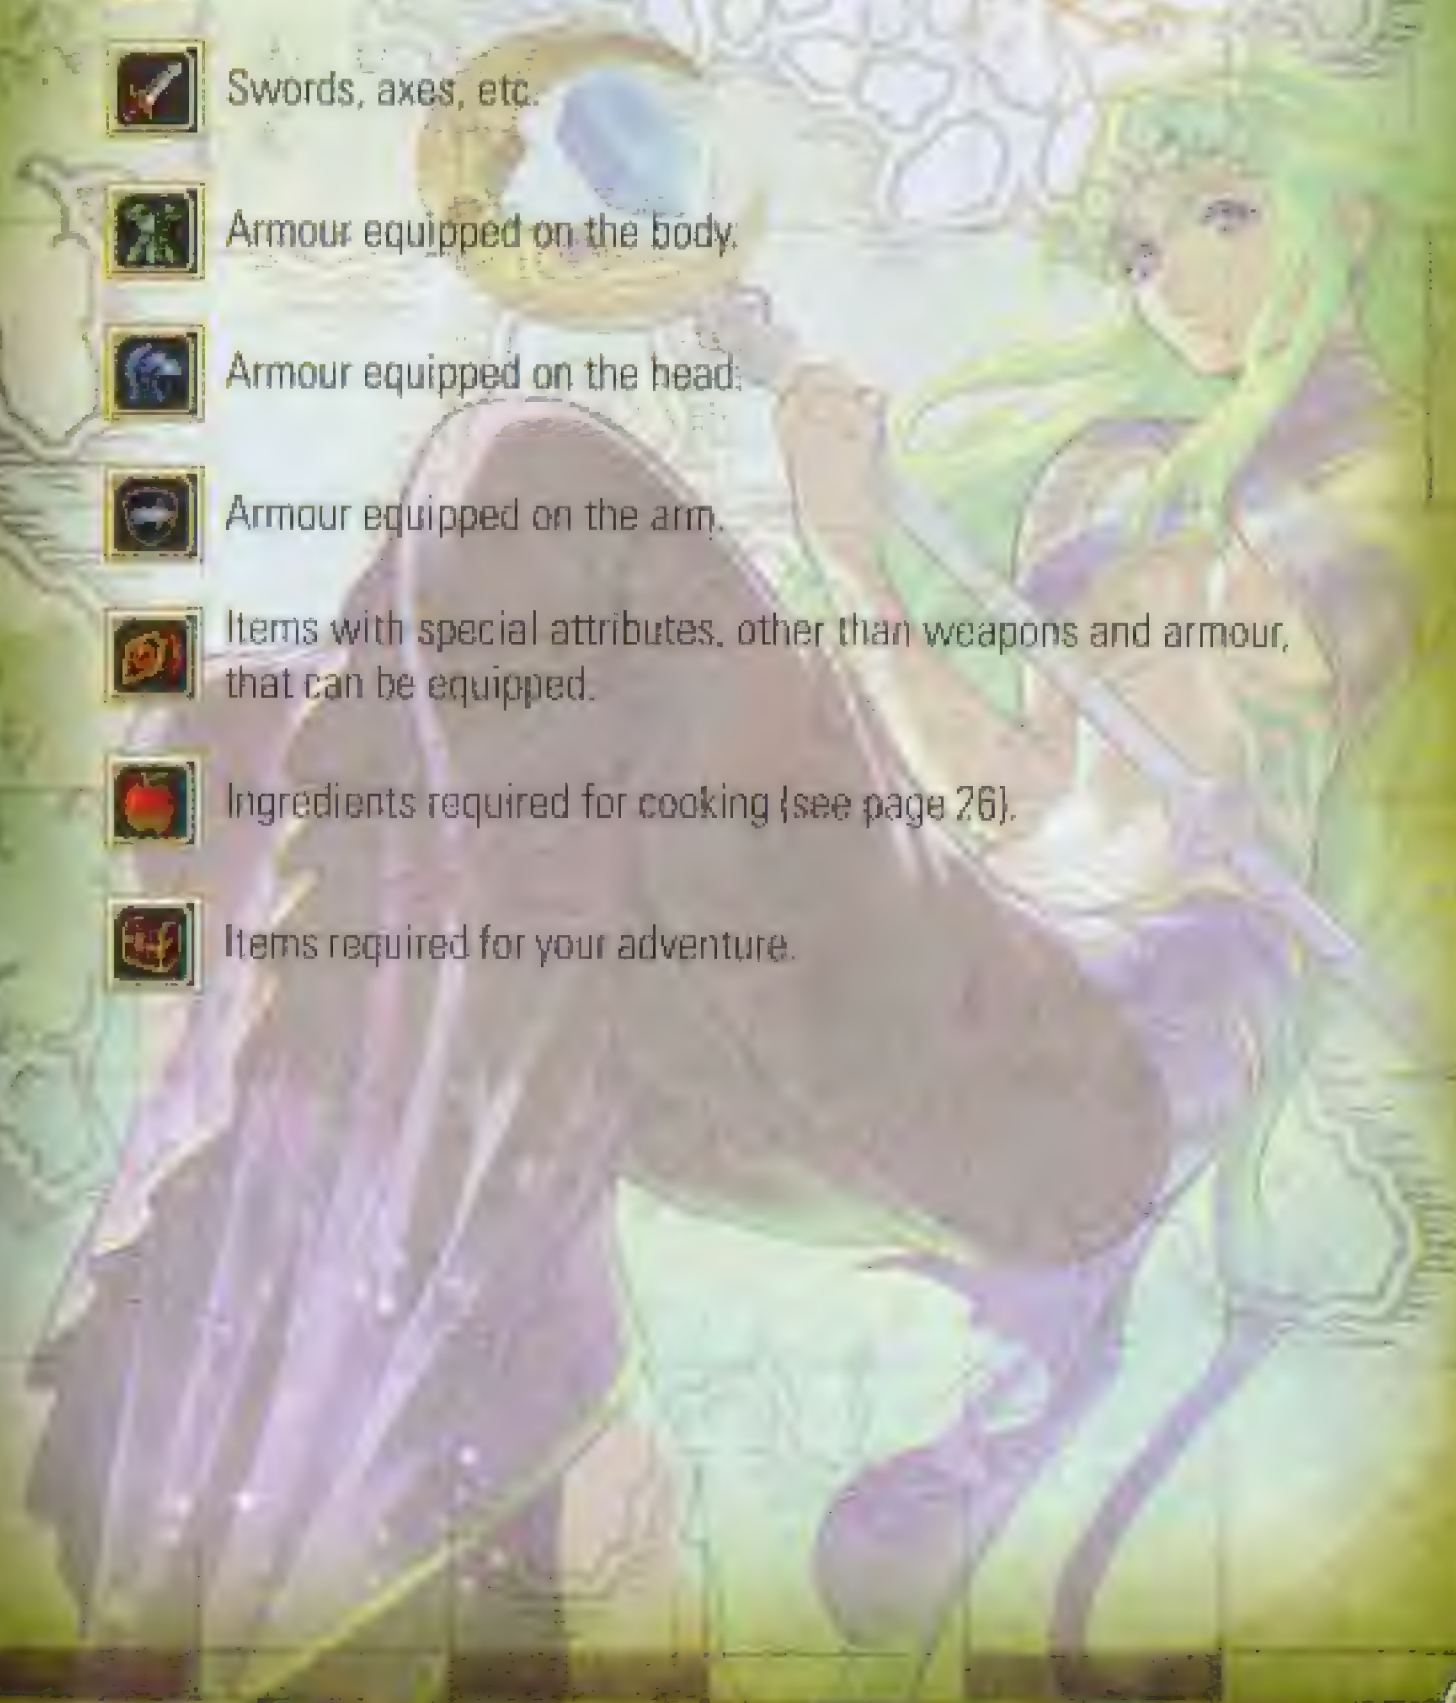 Swords, axes, etc.
Armour equipped on the body.
Armour equipped on the head.
Armour equipped on the arm.
Items with special attributes, other than weapons and armour,
that can be equipped.
Ingredients required for cooking (see page 26).
Items required for your adventure.